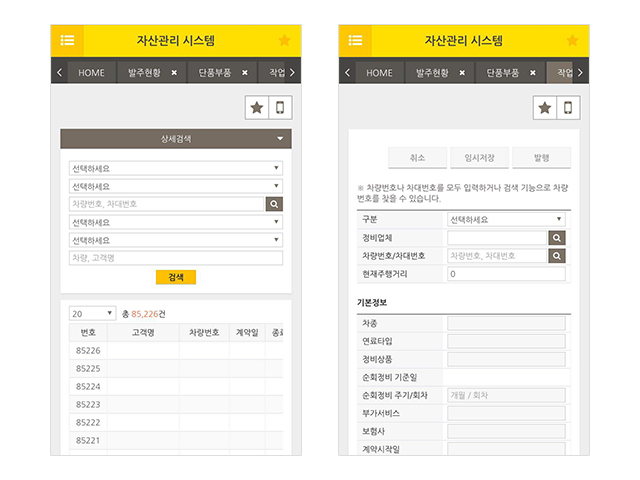 자산관리 시스템
HOME 발주현황 ✖ 단품부품 ✖ 작업
상세검색
선택하세요
선택하세요
차량번호, 차대번호
선택하세요
선택하세요
차량, 고객명
검색
20 총 85,226건
번호 고객명 차량번호 계약일 종료
85226
85225
85224
85223
85222
85221
자산관리 시스템
HOME 발주현황 ✖ 단품부품 ✖ 작업
취소 임시저장 발행
※ 차량번호나 차대번호를 모두 입력하거나 검색 기능으로 차량
번호를 찾을 수 있습니다.
구분 선택하세요
정비업체
차량번호/차대번호 차량번호, 차대번호
현재주행거리 0
기본정보
차종
연료타입
정비상품
순회정비 기준일
순회정비 주기/회차 개월 / 회차
부가서비스
보험사
계약시작일